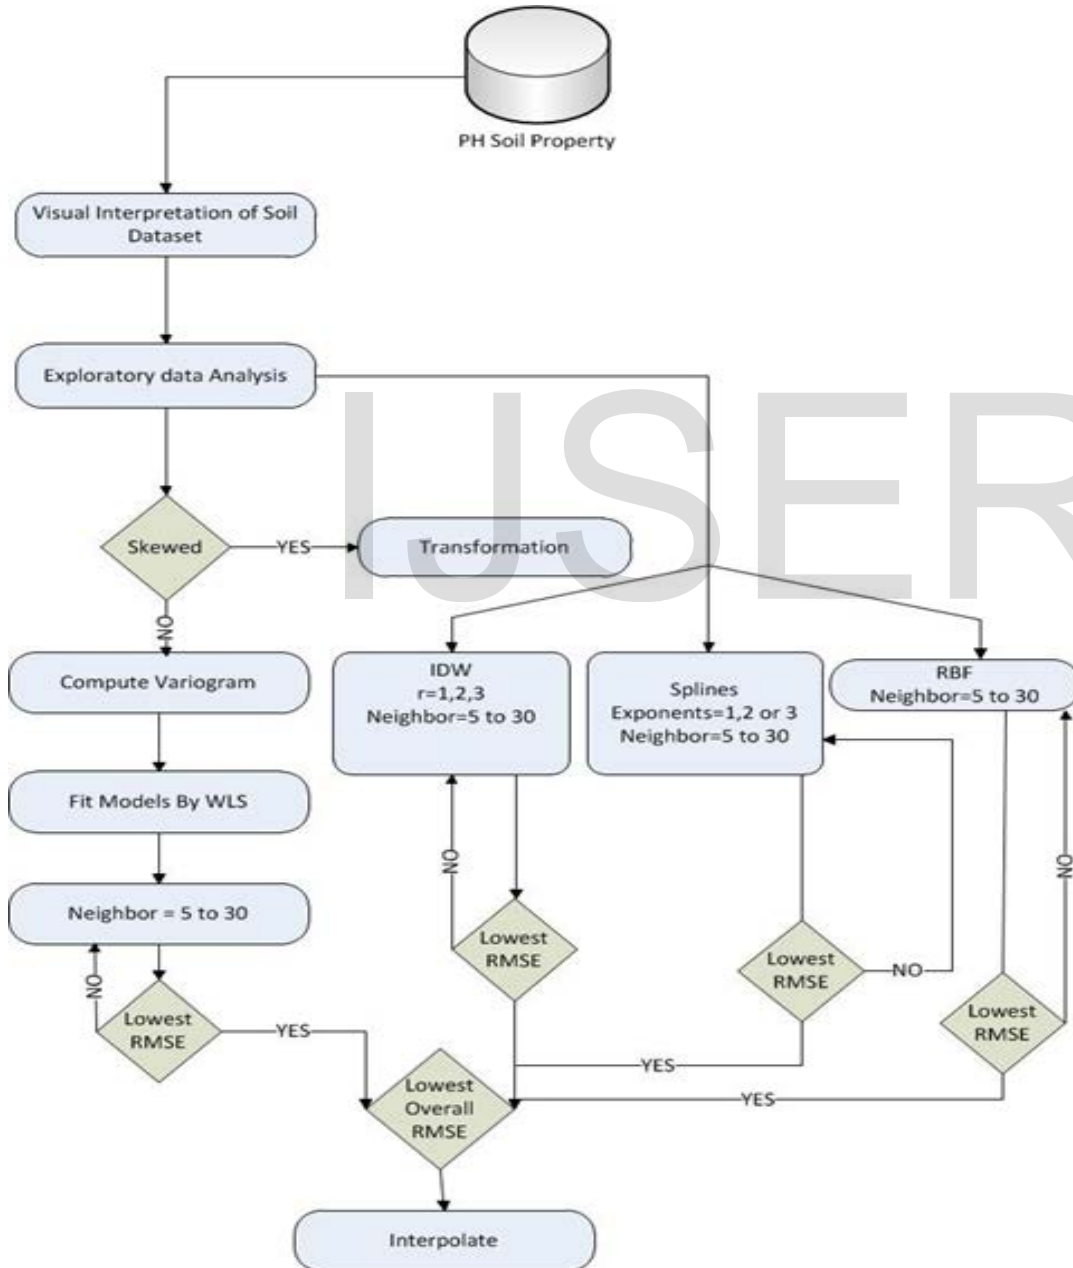 PH Soil Property
Visual Interpretation of Soil
Dataset
Exploratory data Analysis
IJSER
Skewed
YES
Transformation
NO
Compute Variogram
IDW
r=1,2,3
Neighbor=5 to 30
Splines
Exponents=1,2 or 3
Neighbor=5 to 30
RBF
Neighbor=5 to 30
Fit Models By WLS
Neighbor = 5 to 30
NO
NO
NO
NO
Lowest
RMSE
Lowest
RMSE
Lowest
RMSE
Lowest
RMSE
YES
YES
YES
Lowest
Overall
RMSE
Interpolate